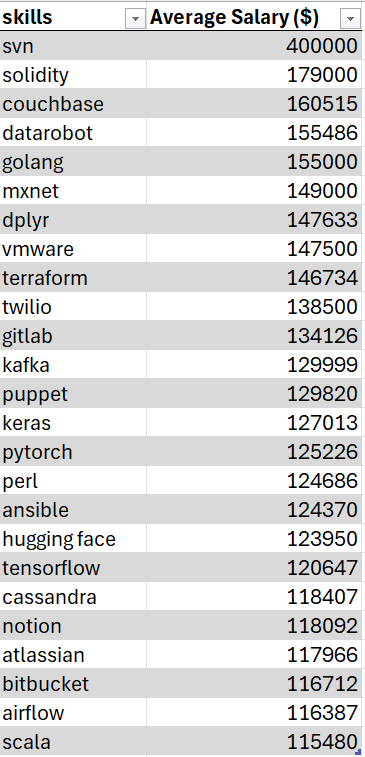 skills Average Salary ($)
svn 400000
solidity 179000
couchbase 160515
datarobot 155486
golang 155000
mxnet 149000
dplyr 147633
vmware 147500
terraform 146734
twilio 138500
gitlab 134126
kafka 129999
puppet 129820
keras 127013
pytorch 125226
perl 124686
ansible 124370
hugging face 123950
tensorflow 120647
cassandra 118407
notion 118092
atlassian 117966
bitbucket 116712
airflow 116387
scala 115480